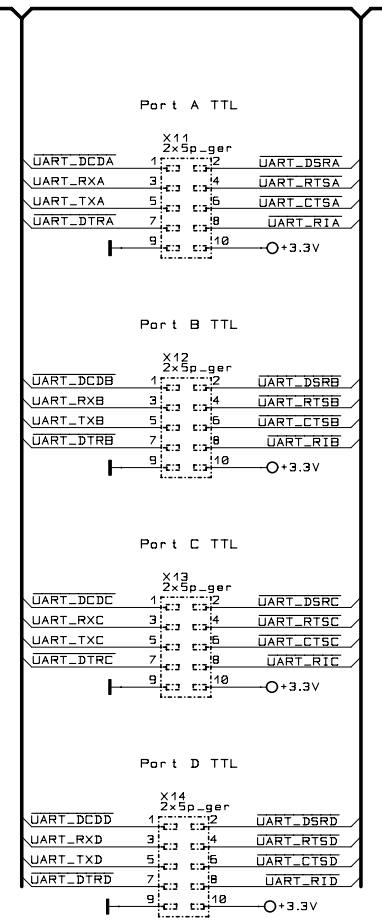 Port A TTL
X11
2x5p_ger
UART_DCDA 1 2 UART_DSRA
UART_RXA 3 4 UART_RTSA
UART_TXA 5 6 UART_CTSA
UART_DTRA 7 8 UART_RIA
9 10 +3.3V
Port B TTL
X12
2x5p_ger
UART_DCDB 1 2 UART_DSRB
UART_RXB 3 4 UART_RTSB
UART_TXB 5 6 UART_CTSB
UART_DTRB 7 8 UART_RIB
9 10 +3.3V
Port C TTL
X13
2x5p_ger
UART_DCDC 1 2 UART_DSRC
UART_RXC 3 4 UART_RTSC
UART_TXC 5 6 UART_CTSC
UART_DTRC 7 8 UART_RIC
9 10 +3.3V
Port D TTL
X14
2x5p_ger
UART_DCDD 1 2 UART_DSRD
UART_RXD 3 4 UART_RTSD
UART_TXD 5 6 UART_CTSD
UART_DTRD 7 8 UART_RID
9 10 +3.3V